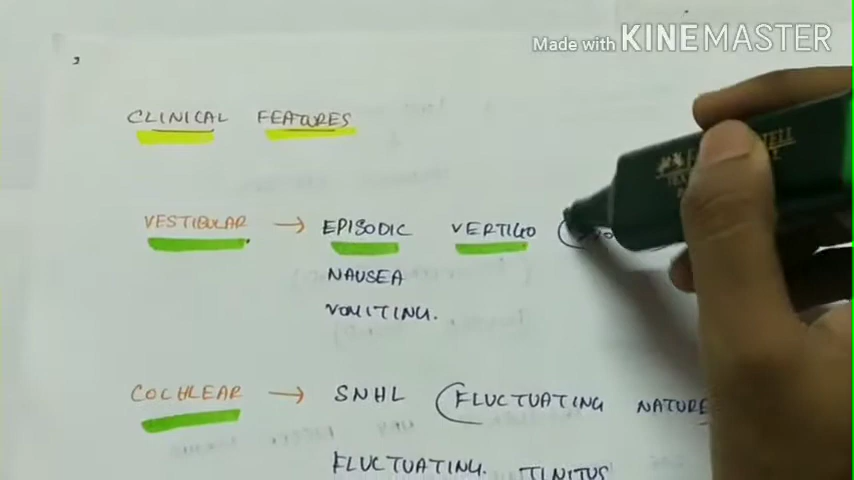 Made with KINEMASTER
CLINICAL FEATURES
VESTIBULAR → EPISODIC VERTIGO (
NAUSEA
VOMITING.
COCHLEAR → SNHL (FLUCTUATING NATURE
FLUCTUATING. TINITUS